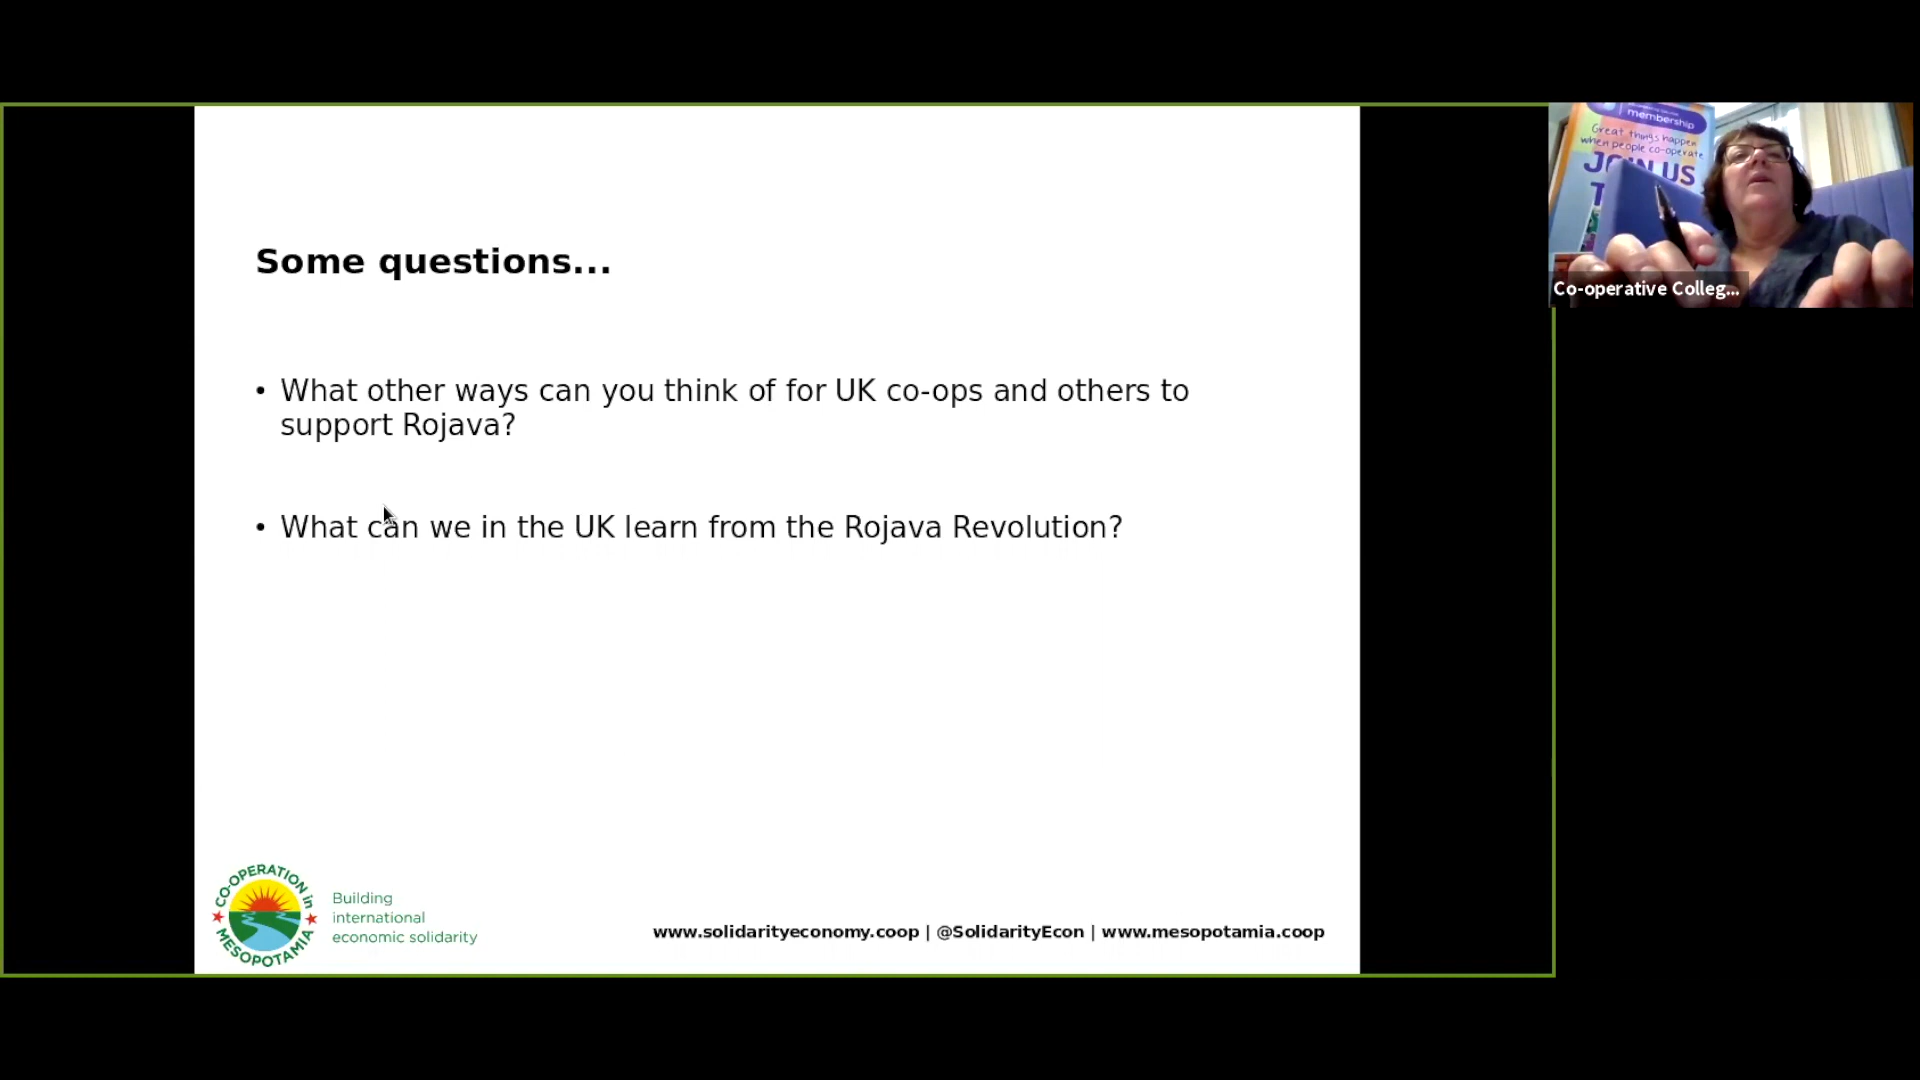 Some questions...
• What other ways can you think of for UK co-ops and others to
support Rojava?
• What can we in the UK learn from the Rojava Revolution?
CO-OPERATION in
MESOPOTAMIA
Building
international
economic solidarity
www.solidarityeconomy.coop | @SolidarityEcon | www.mesopotamia.coop
membership
Great things happen
when people co-operate
JOIN US
Co-operative Colleg...